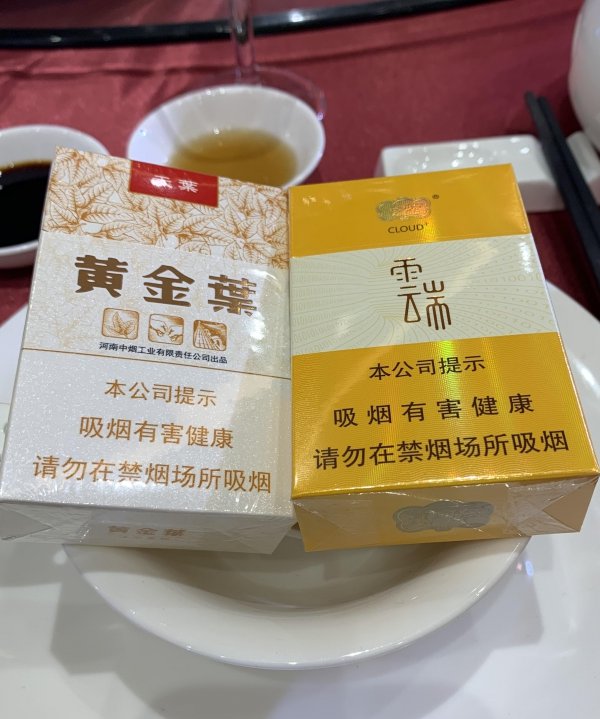 天葉
黄金葉
河南中烟工业有限责任公司出品
本公司提示
吸烟有害健康
请勿在禁烟场所吸烟
黄金葉
®
CLOUD⁺
雲端
本公司提示
吸烟有害健康
请勿在禁烟场所吸烟